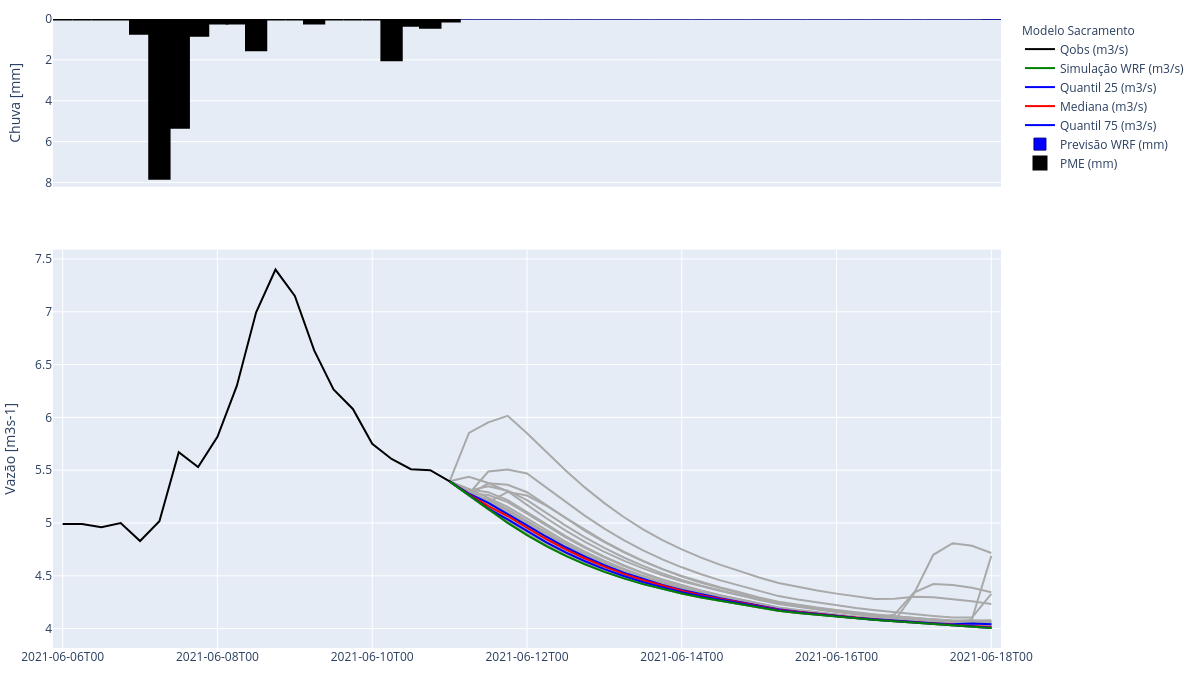 Chuva [mm]
0
2
4
6
8
Modelo Sacramento
Qobs (m3/s)
Simulação WRF (m3/s)
Quantil 25 (m3/s)
Mediana (m3/s)
Quantil 75 (m3/s)
Previsão WRF (mm)
PME (mm)
Vazão [m3s-1]
7.5
7
6.5
6
5.5
5
4.5
4
2021-06-06T00
2021-06-08T00
2021-06-10T00
2021-06-12T00
2021-06-14T00
2021-06-16T00
2021-06-18T00